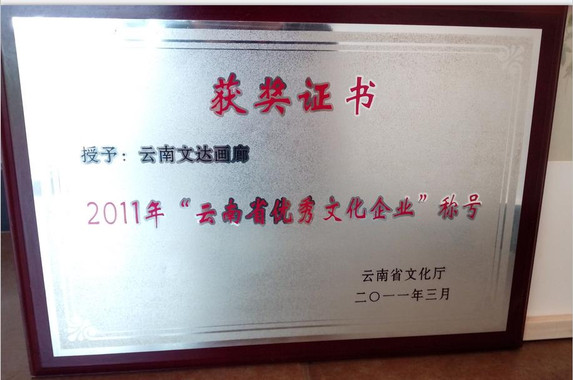 获奖证书
授予：云南文达画廊
2011年“云南省优秀文化企业”称号
云南省文化厅
二〇一一年三月